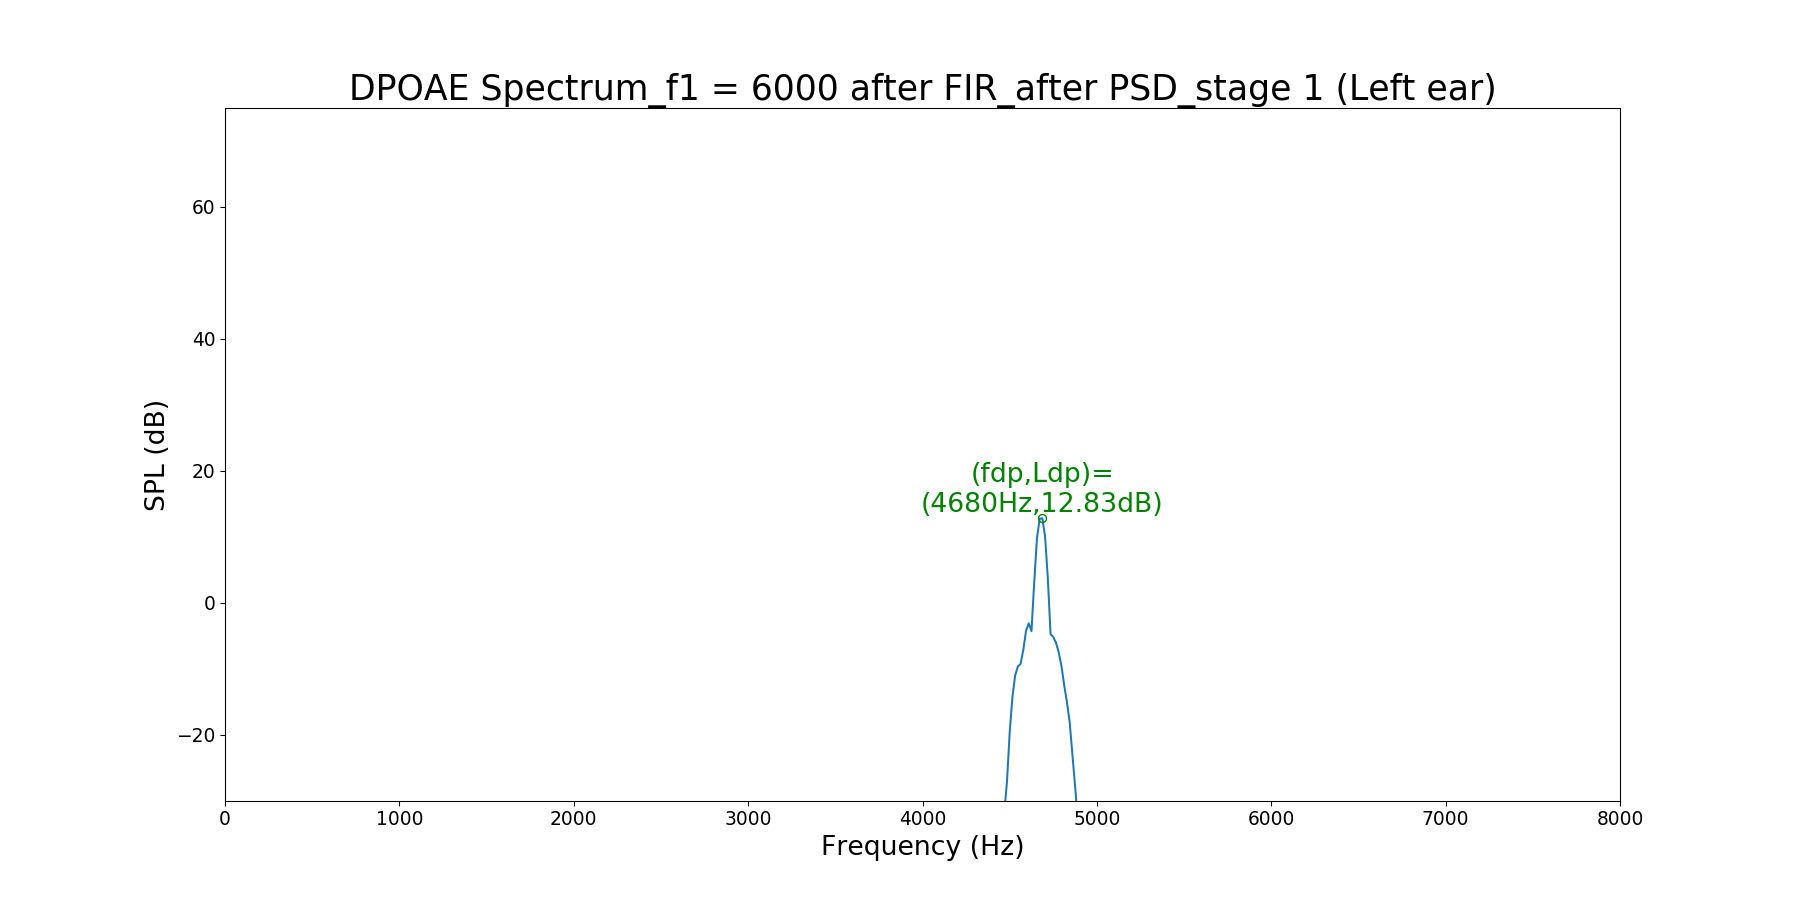 DPOAE Spectrum_f1 = 6000 after FIR_after PSD_stage 1 (Left ear)
60
40
20
0
−20
SPL (dB)
(fdp,Ldp)=
(4680Hz,12.83dB)
0 1000 2000 3000 4000 5000 6000 7000 8000
Frequency (Hz)